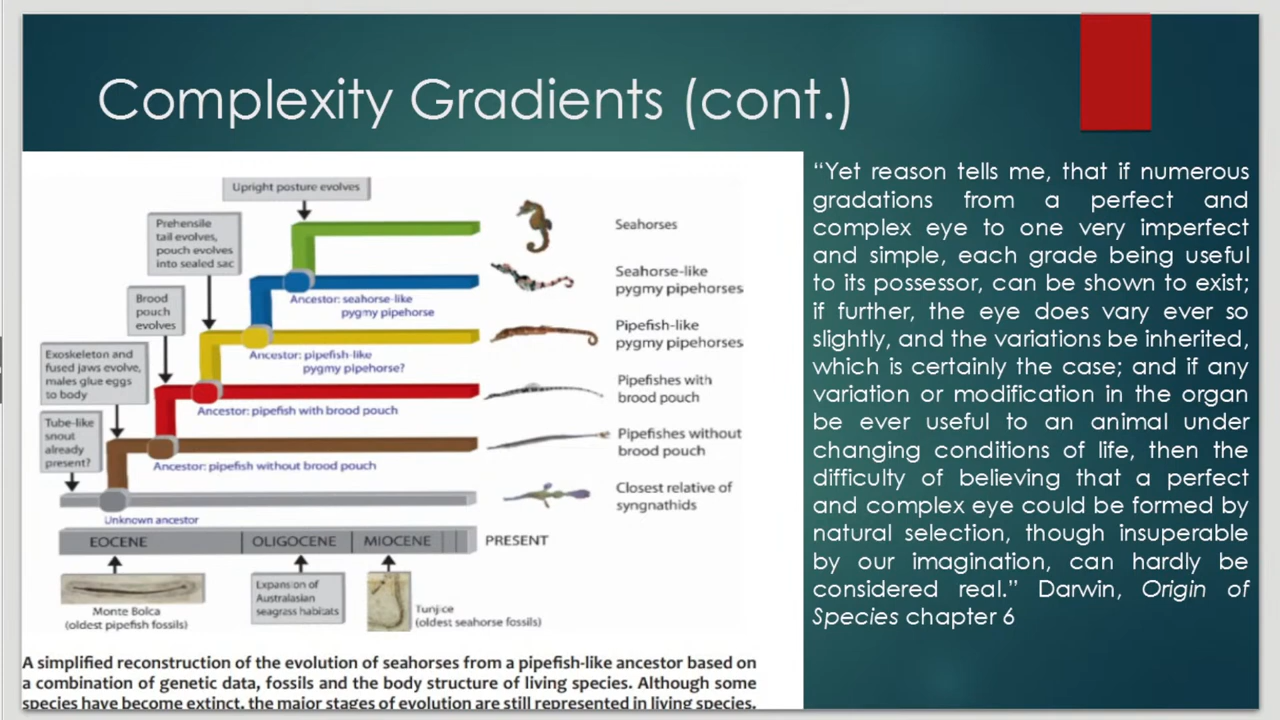 Complexity Gradients (cont.)
Upright posture evolves
Prehensile
tail evolves,
pouch evolves
into sealed sac
Brood
pouch
evolves
Exoskeleton and
fused jaws evolve,
males glue eggs
to body
Tube-like
snout
already
present?
Seahorses
Ancestor: seahorse-like
pygmy pipehorse
Seahorse-like
pygmy pipehorses
Ancestor: pipefish-like
pygmy pipehorse?
Pipefish-like
pygmy pipehorses
Ancestor: pipefish with brood pouch
Pipefishes with
brood pouch
Ancestor: pipefish without brood pouch
Pipefishes without
brood pouch
Unknown ancestor
Closest relative of
syngnathids
EOCENE
OLIGOCENE
MIOCENE
PRESENT
Monte Bolca
(oldest pipefish fossils)
Expansion of
Australasian
seagrass habitats
Tunjice
(oldest seahorse fossils)
A simplified reconstruction of the evolution of seahorses from a pipefish-like ancestor based on
a combination of genetic data, fossils and the body structure of living species. Although some
species have become extinct, the major stages of evolution are still represented in living species.
“Yet reason tells me, that if numerous
gradations from a perfect and
complex eye to one very imperfect
and simple, each grade being useful
to its possessor, can be shown to exist;
if further, the eye does vary ever so
slightly, and the variations be inherited,
which is certainly the case; and if any
variation or modification in the organ
be ever useful to an animal under
changing conditions of life, then the
difficulty of believing that a perfect
and complex eye could be formed by
natural selection, though insuperable
by our imagination, can hardly be
considered real.” Darwin, Origin of
Species chapter 6